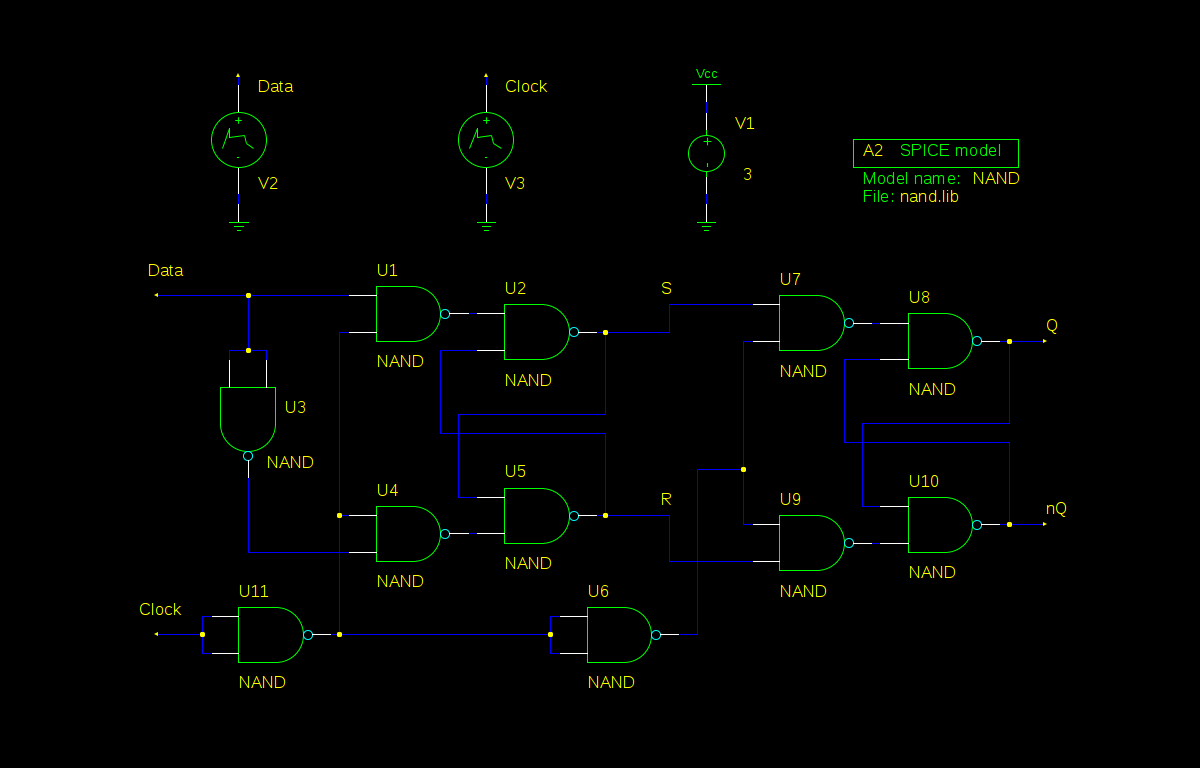 Vcc
Data
Clock
V1
V2
V3
3
A2 SPICE model
Model name: NAND
File: nand.lib
Data
U1
U2
S
U7
U8
Q
NAND
NAND
NAND
NAND
U3
NAND
U4
U5
R
U9
U10
nQ
NAND
NAND
NAND
NAND
Clock
U11
U6
NAND
NAND